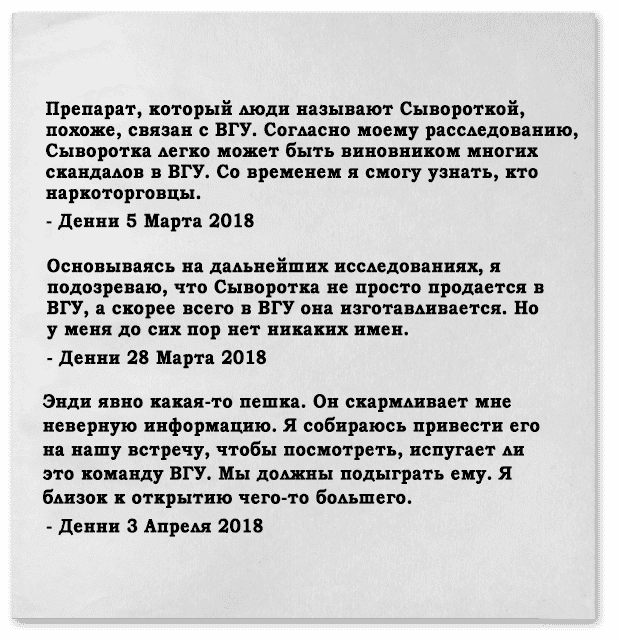 Препарат, который люди называют Сывороткой,
похоже, связан с ВГУ. Согласно моему расследованию,
Сыворотка легко может быть виновником многих
скандалов в ВГУ. Со временем я смогу узнать, кто
наркоторговцы.
- Денни 5 Марта 2018
Основываясь на дальнейших исследованиях, я
подозреваю, что Сыворотка не просто продается в
ВГУ, а скорее всего в ВГУ она изготавливается. Но
у меня до сих пор нет никаких имен.
- Денни 28 Марта 2018
Энди явно какая-то пешка. Он скармливает мне
неверную информацию. Я собираюсь привести его
на нашу встречу, чтобы посмотреть, испугает ли
это команду ВГУ. Мы должны подыграть ему. Я
близок к открытию чего-то большего.
- Денни 3 Апреля 2018